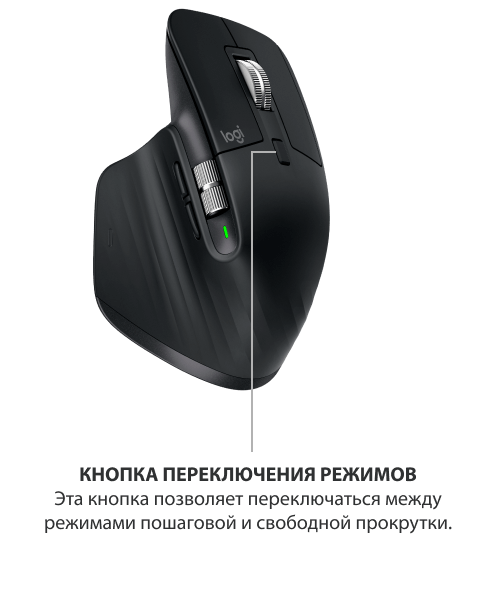 logi
КНОПКА ПЕРЕКЛЮЧЕНИЯ РЕЖИМОВ
Эта кнопка позволяет переключаться между
режимами пошаговой и свободной прокрутки.